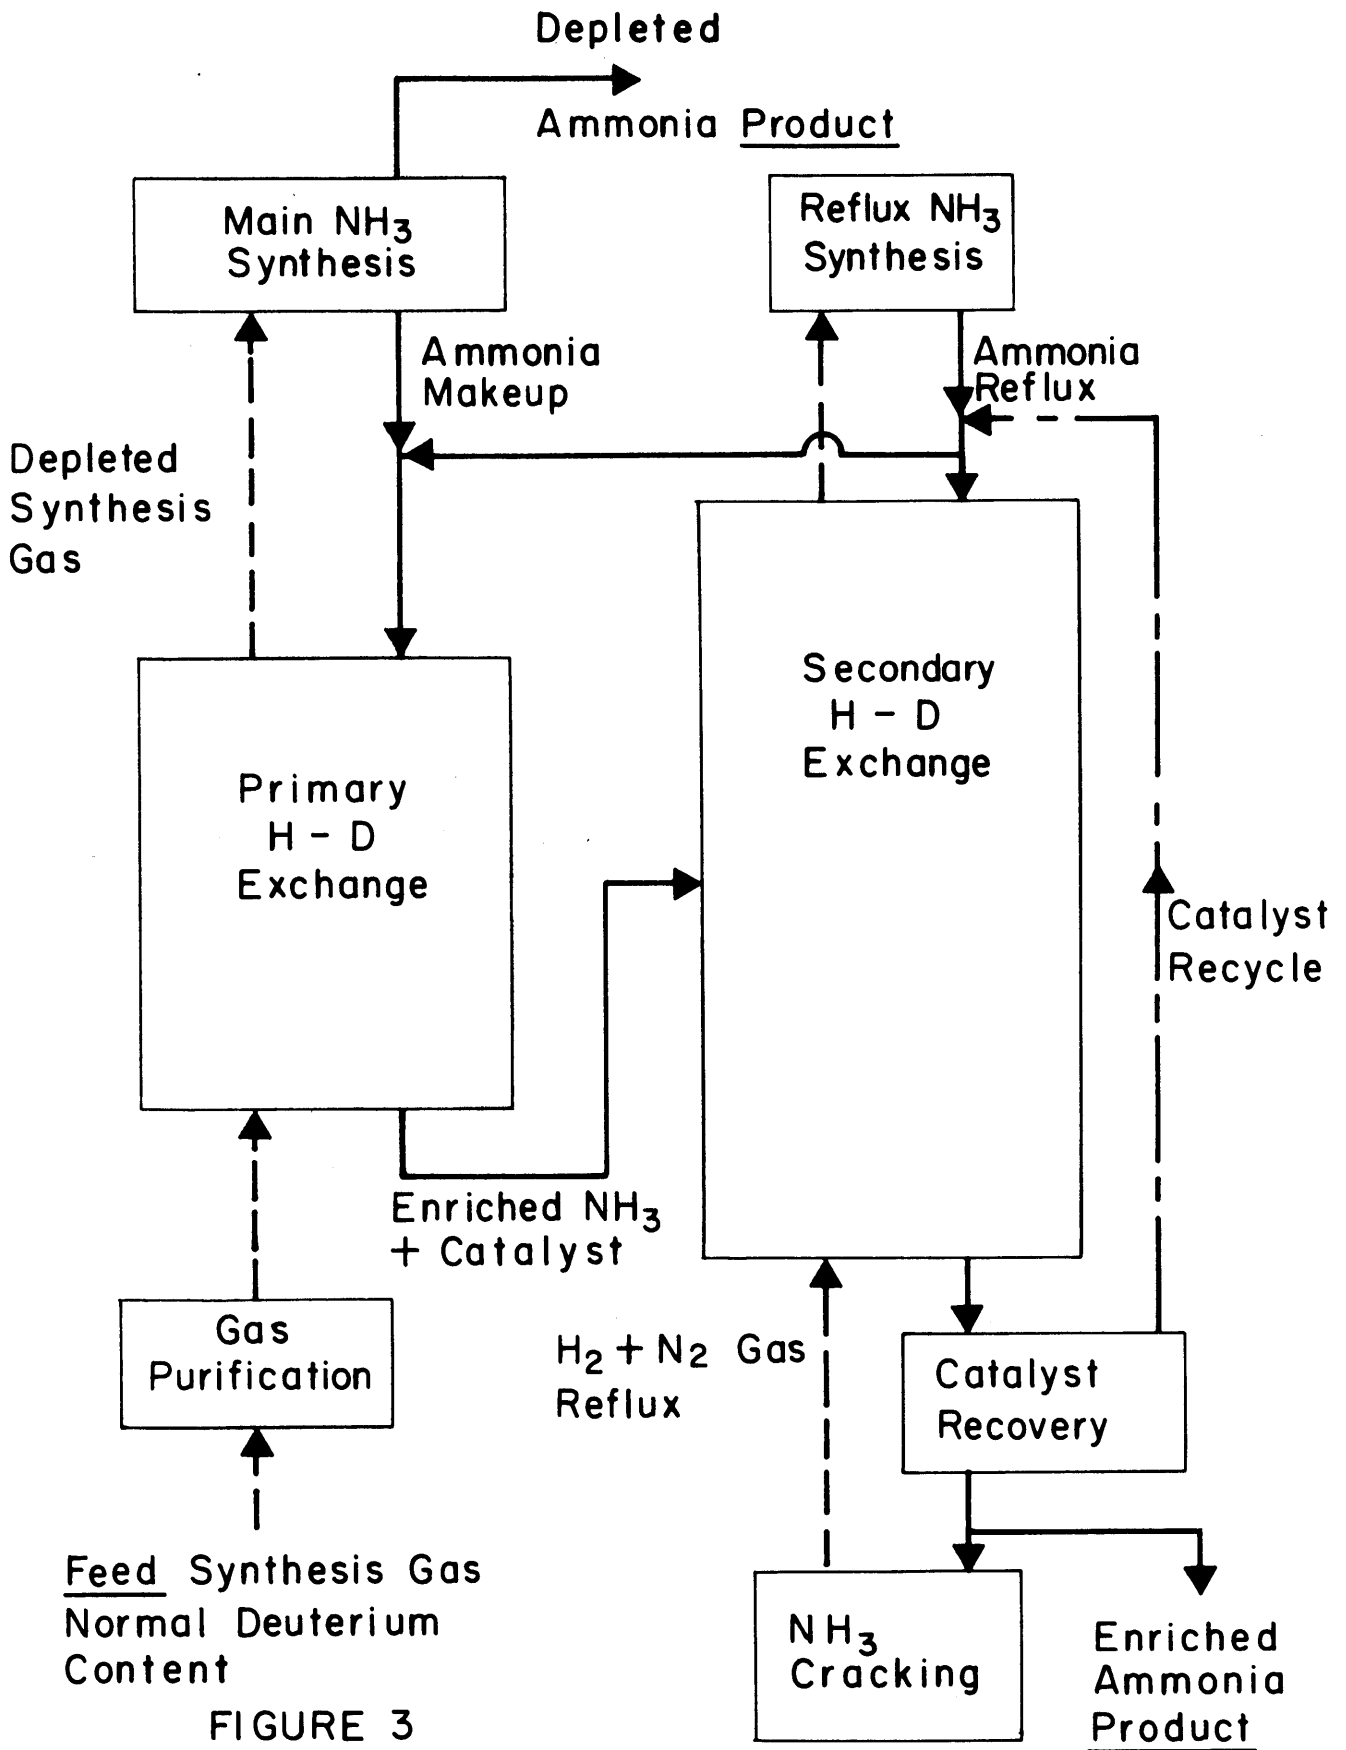 Depleted
Ammonia Product
Main NH3
Synthesis
Reflux NH3
Synthesis
Ammonia
Makeup
Ammonia
Reflux
Depleted
Synthesis
Gas
Secondary
H - D
Exchange
Primary
H - D
Exchange
Catalyst
Recycle
Enriched NH3
+ Catalyst
Gas
Purification
H2 + N2 Gas
Reflux
Catalyst
Recovery
Feed Synthesis Gas
Normal Deuterium
Content
NH3
Cracking
Enriched
Ammonia
Product
FIGURE 3